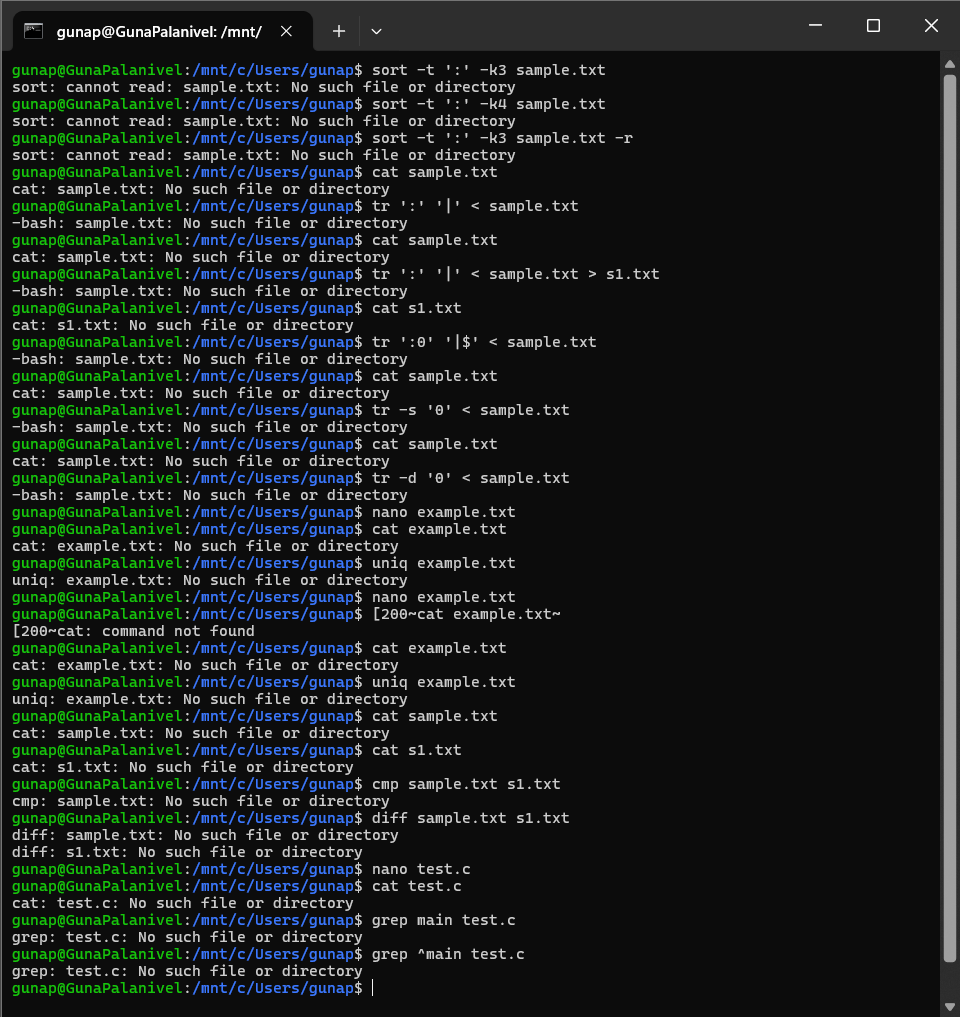 gunap@GunaPalanivel: /mnt/
gunap@GunaPalanivel:/mnt/c/Users/gunap$ sort -t ':' -k3 sample.txt
sort: cannot read: sample.txt: No such file or directory
gunap@GunaPalanivel:/mnt/c/Users/gunap$ sort -t ':' -k4 sample.txt
sort: cannot read: sample.txt: No such file or directory
gunap@GunaPalanivel:/mnt/c/Users/gunap$ sort -t ':' -k3 sample.txt -r
sort: cannot read: sample.txt: No such file or directory
gunap@GunaPalanivel:/mnt/c/Users/gunap$ cat sample.txt
cat: sample.txt: No such file or directory
gunap@GunaPalanivel:/mnt/c/Users/gunap$ tr ':' '|' < sample.txt
-bash: sample.txt: No such file or directory
gunap@GunaPalanivel:/mnt/c/Users/gunap$ cat sample.txt
cat: sample.txt: No such file or directory
gunap@GunaPalanivel:/mnt/c/Users/gunap$ tr ':' '|' < sample.txt > s1.txt
-bash: sample.txt: No such file or directory
gunap@GunaPalanivel:/mnt/c/Users/gunap$ cat s1.txt
cat: s1.txt: No such file or directory
gunap@GunaPalanivel:/mnt/c/Users/gunap$ tr ':0' '|$' < sample.txt
-bash: sample.txt: No such file or directory
gunap@GunaPalanivel:/mnt/c/Users/gunap$ cat sample.txt
cat: sample.txt: No such file or directory
gunap@GunaPalanivel:/mnt/c/Users/gunap$ tr -s '0' < sample.txt
-bash: sample.txt: No such file or directory
gunap@GunaPalanivel:/mnt/c/Users/gunap$ cat sample.txt
cat: sample.txt: No such file or directory
gunap@GunaPalanivel:/mnt/c/Users/gunap$ tr -d '0' < sample.txt
-bash: sample.txt: No such file or directory
gunap@GunaPalanivel:/mnt/c/Users/gunap$ nano example.txt
gunap@GunaPalanivel:/mnt/c/Users/gunap$ cat example.txt
cat: example.txt: No such file or directory
gunap@GunaPalanivel:/mnt/c/Users/gunap$ uniq example.txt
uniq: example.txt: No such file or directory
gunap@GunaPalanivel:/mnt/c/Users/gunap$ nano example.txt
gunap@GunaPalanivel:/mnt/c/Users/gunap$ [200~cat example.txt~
[200~cat: command not found
gunap@GunaPalanivel:/mnt/c/Users/gunap$ cat example.txt
cat: example.txt: No such file or directory
gunap@GunaPalanivel:/mnt/c/Users/gunap$ uniq example.txt
uniq: example.txt: No such file or directory
gunap@GunaPalanivel:/mnt/c/Users/gunap$ cat sample.txt
cat: sample.txt: No such file or directory
gunap@GunaPalanivel:/mnt/c/Users/gunap$ cat s1.txt
cat: s1.txt: No such file or directory
gunap@GunaPalanivel:/mnt/c/Users/gunap$ cmp sample.txt s1.txt
cmp: sample.txt: No such file or directory
gunap@GunaPalanivel:/mnt/c/Users/gunap$ diff sample.txt s1.txt
diff: sample.txt: No such file or directory
diff: s1.txt: No such file or directory
gunap@GunaPalanivel:/mnt/c/Users/gunap$ nano test.c
gunap@GunaPalanivel:/mnt/c/Users/gunap$ cat test.c
cat: test.c: No such file or directory
gunap@GunaPalanivel:/mnt/c/Users/gunap$ grep main test.c
grep: test.c: No such file or directory
gunap@GunaPalanivel:/mnt/c/Users/gunap$ grep ^main test.c
grep: test.c: No such file or directory
gunap@GunaPalanivel:/mnt/c/Users/gunap$